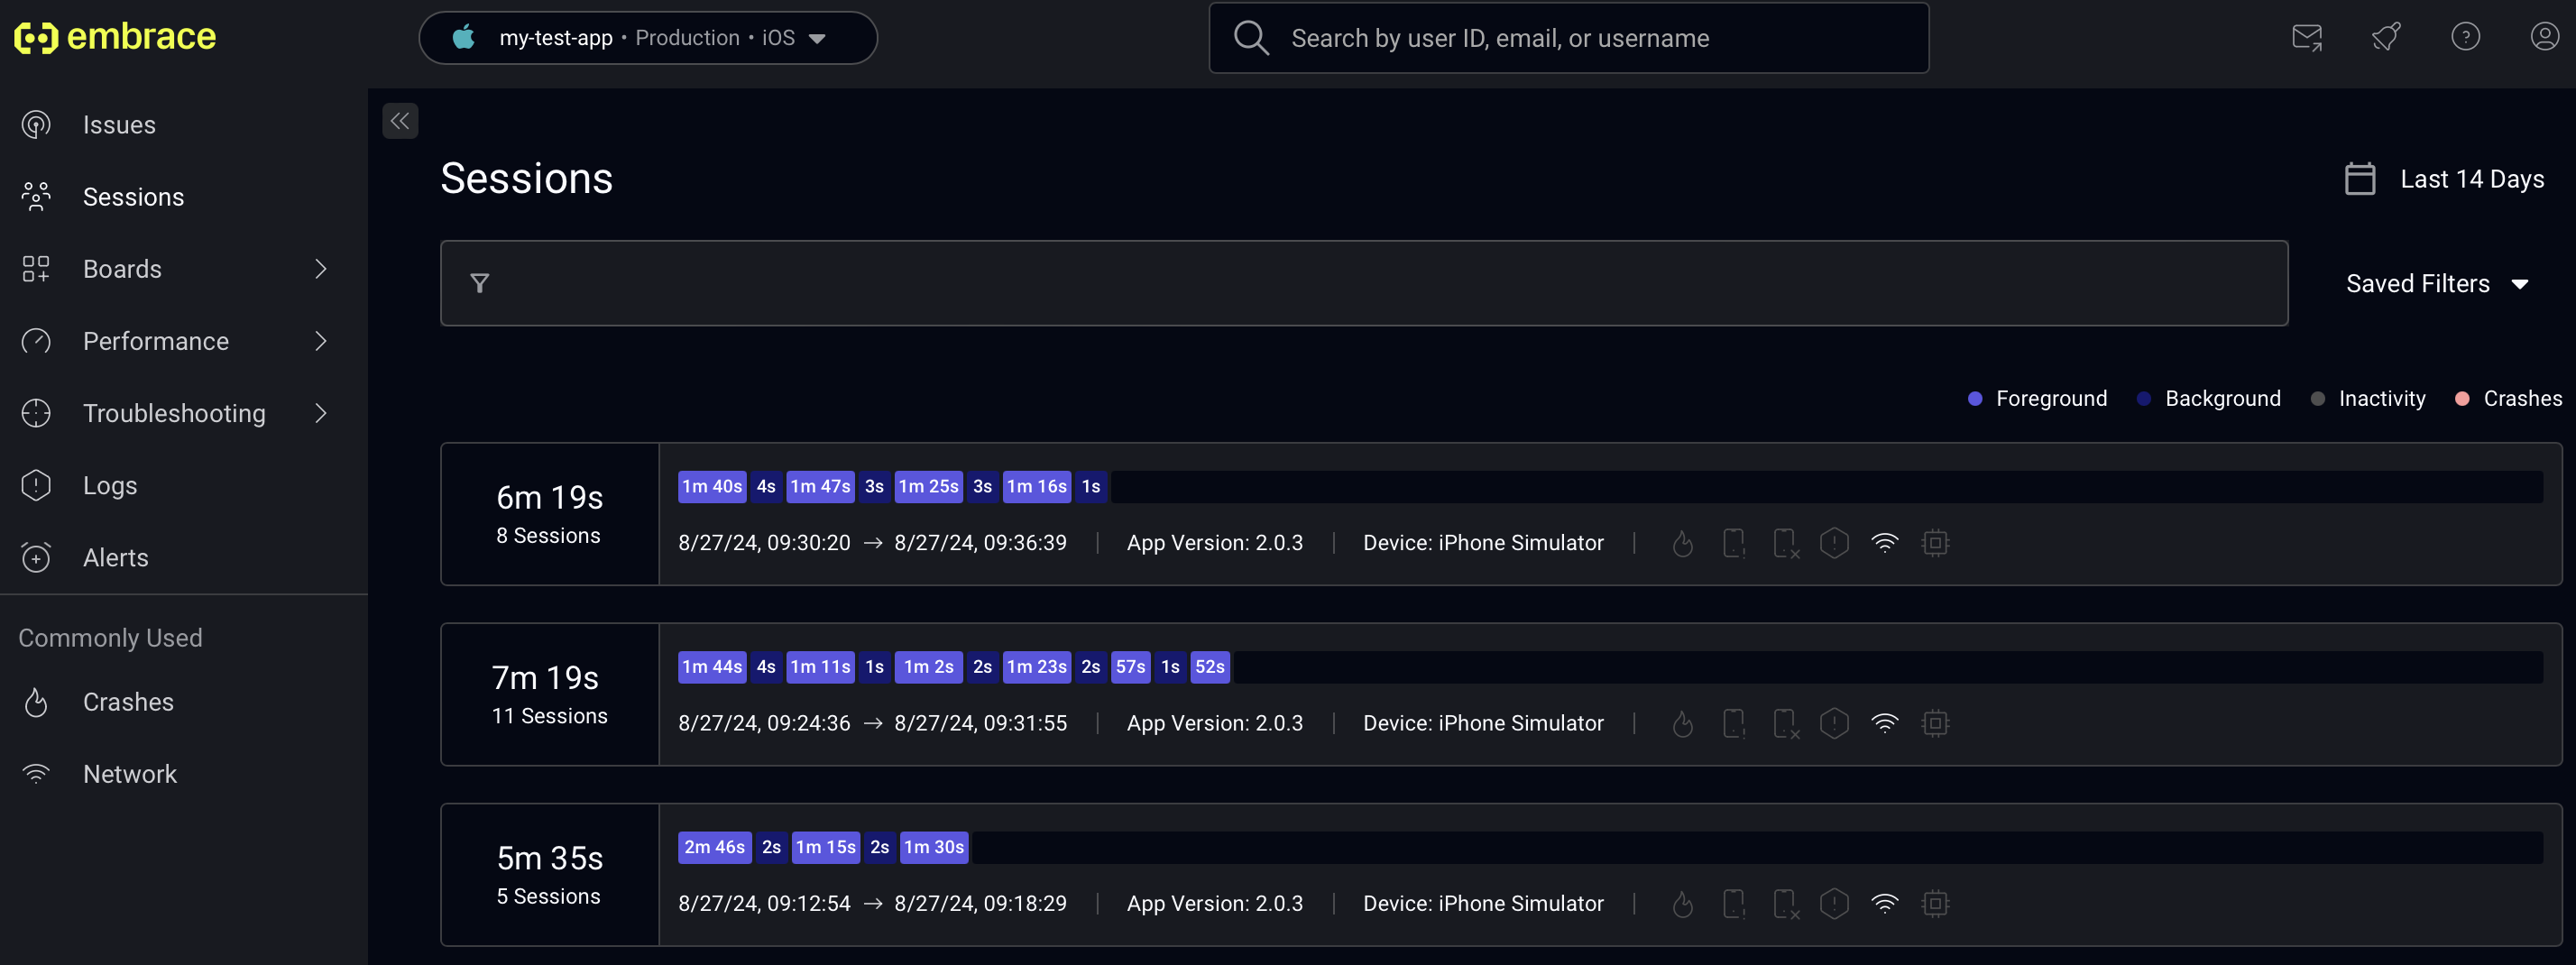 embrace
my-test-app • Production • iOS
Search by user ID, email, or username
Issues
Sessions
Boards
Performance
Troubleshooting
Logs
Alerts
Commonly Used
Crashes
Network
Sessions
Last 14 Days
Saved Filters
Foreground Background Inactivity Crashes
6m 19s
8 Sessions
1m 40s 4s 1m 47s 3s 1m 25s 3s 1m 16s 1s
8/27/24, 09:30:20 → 8/27/24, 09:36:39 | App Version: 2.0.3 | Device: iPhone Simulator |
7m 19s
11 Sessions
1m 44s 4s 1m 11s 1s 1m 2s 2s 1m 23s 2s 57s 1s 52s
8/27/24, 09:24:36 → 8/27/24, 09:31:55 | App Version: 2.0.3 | Device: iPhone Simulator |
5m 35s
5 Sessions
2m 46s 2s 1m 15s 2s 1m 30s
8/27/24, 09:12:54 → 8/27/24, 09:18:29 | App Version: 2.0.3 | Device: iPhone Simulator |